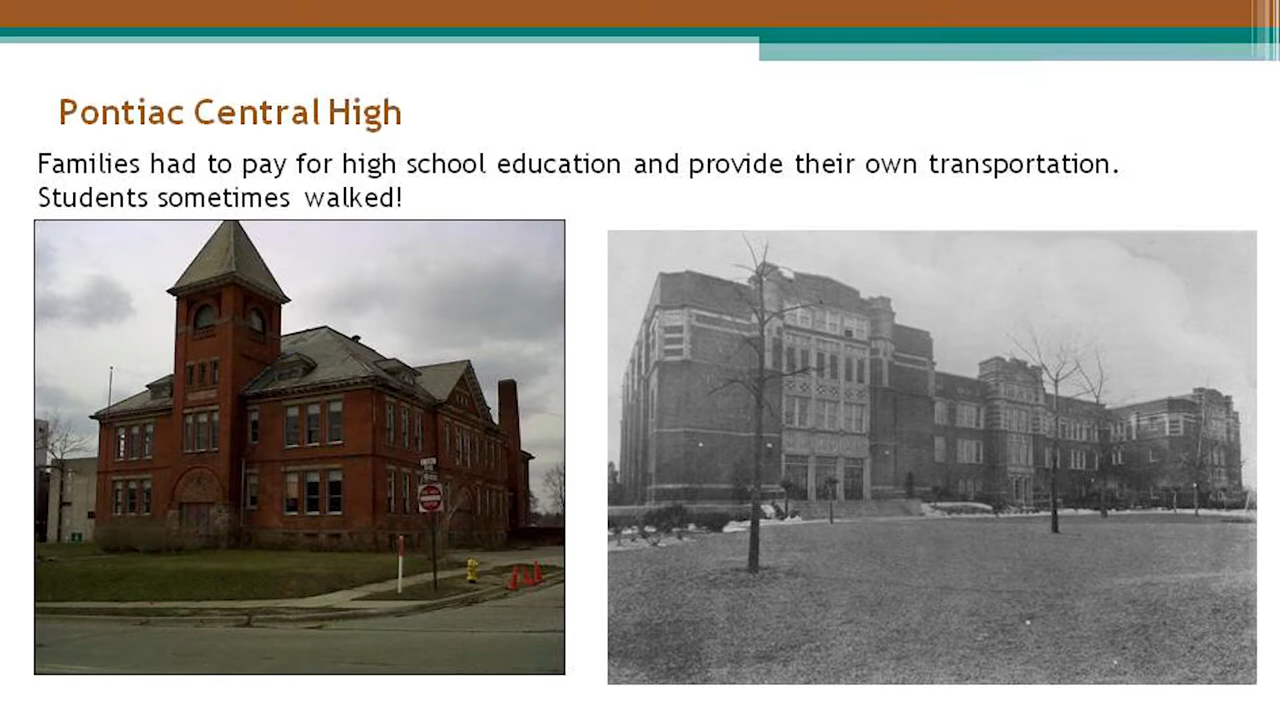 Pontiac Central High
Families had to pay for high school education and provide their own transportation.
Students sometimes walked!